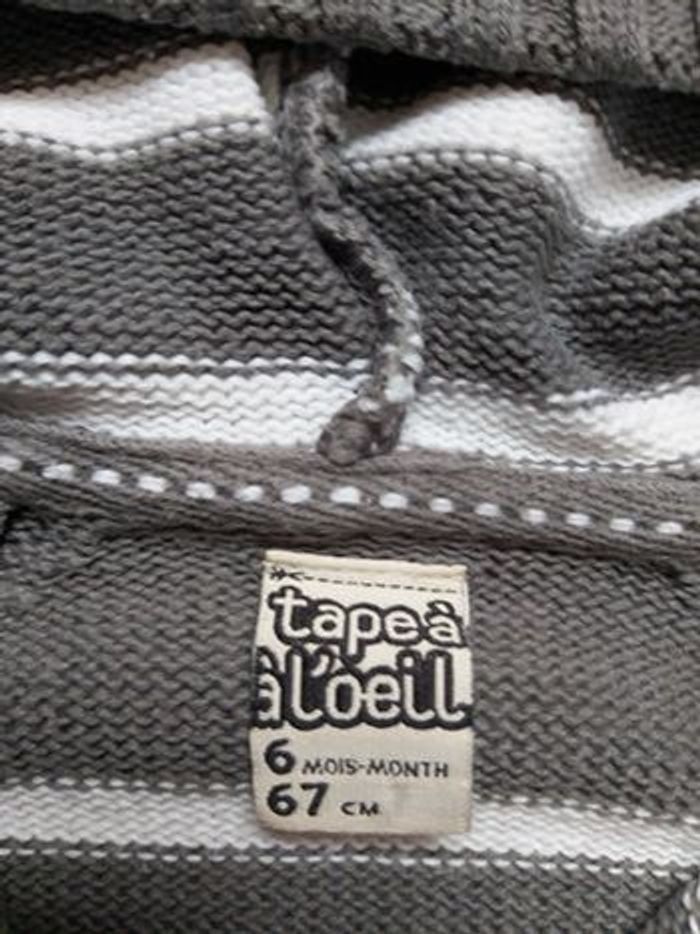 tape à
à l'oeil
6 MOIS-MONTH
67 CM